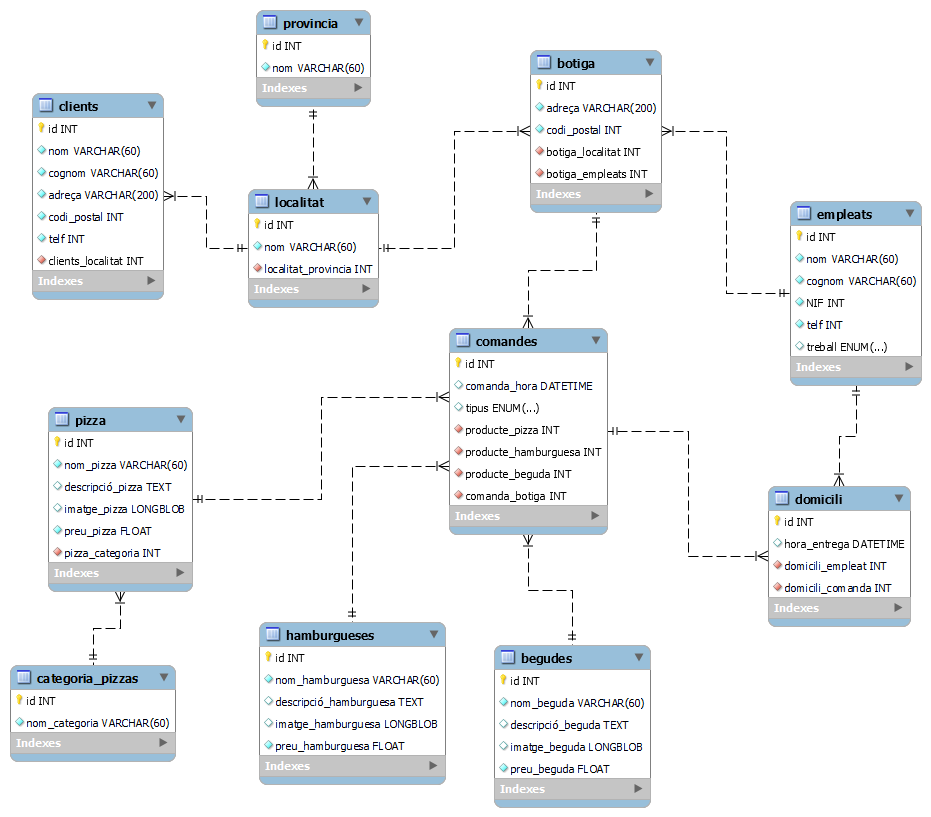 provincia
id INT
nom VARCHAR(60)
Indexes
clients
id INT
nom VARCHAR(60)
cognom VARCHAR(60)
adreça VARCHAR(200)
codi_postal INT
telf INT
clients_localitat INT
Indexes
localitat
id INT
nom VARCHAR(60)
localitat_provincia INT
Indexes
botiga
id INT
adreça VARCHAR(200)
codi_postal INT
botiga_localitat INT
botiga_empleats INT
Indexes
empleats
id INT
nom VARCHAR(60)
cognom VARCHAR(60)
NIF INT
telf INT
treball ENUM(...)
Indexes
comandes
id INT
comanda_hora DATETIME
tipus ENUM(...)
producte_pizza INT
producte_hamburguesa INT
producte_beguda INT
comanda_botiga INT
Indexes
pizza
id INT
nom_pizza VARCHAR(60)
descripció_pizza TEXT
imatge_pizza LONGBLOB
preu_pizza FLOAT
pizza_categoria INT
Indexes
domicili
id INT
hora_entrega DATETIME
domicili_empleat INT
domicili_comanda INT
Indexes
categoria_pizzas
id INT
nom_categoria VARCHAR(60)
Indexes
hamburgueses
id INT
nom_hamburguesa VARCHAR(60)
descripció_hamburguesa TEXT
imatge_hamburguesa LONGBLOB
preu_hamburguesa FLOAT
Indexes
begudes
id INT
nom_beguda VARCHAR(60)
descripció_beguda TEXT
imatge_beguda LONGBLOB
preu_beguda FLOAT
Indexes